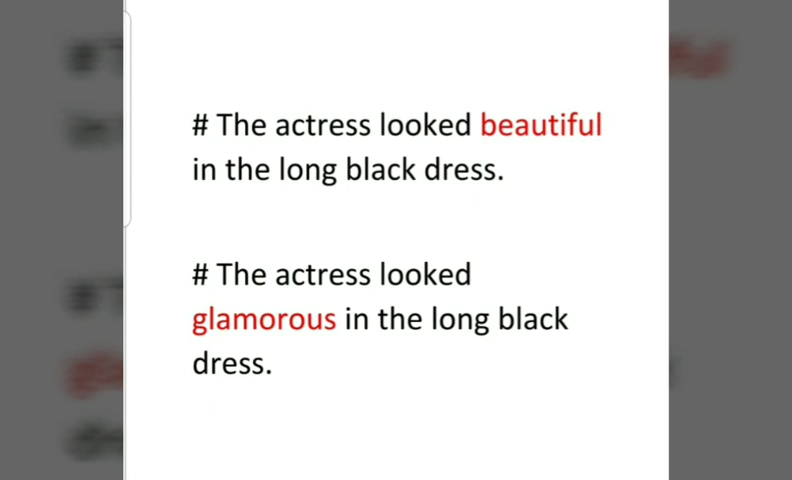 # The actress looked beautiful
in the long black dress.
# The actress looked
glamorous in the long black
dress.